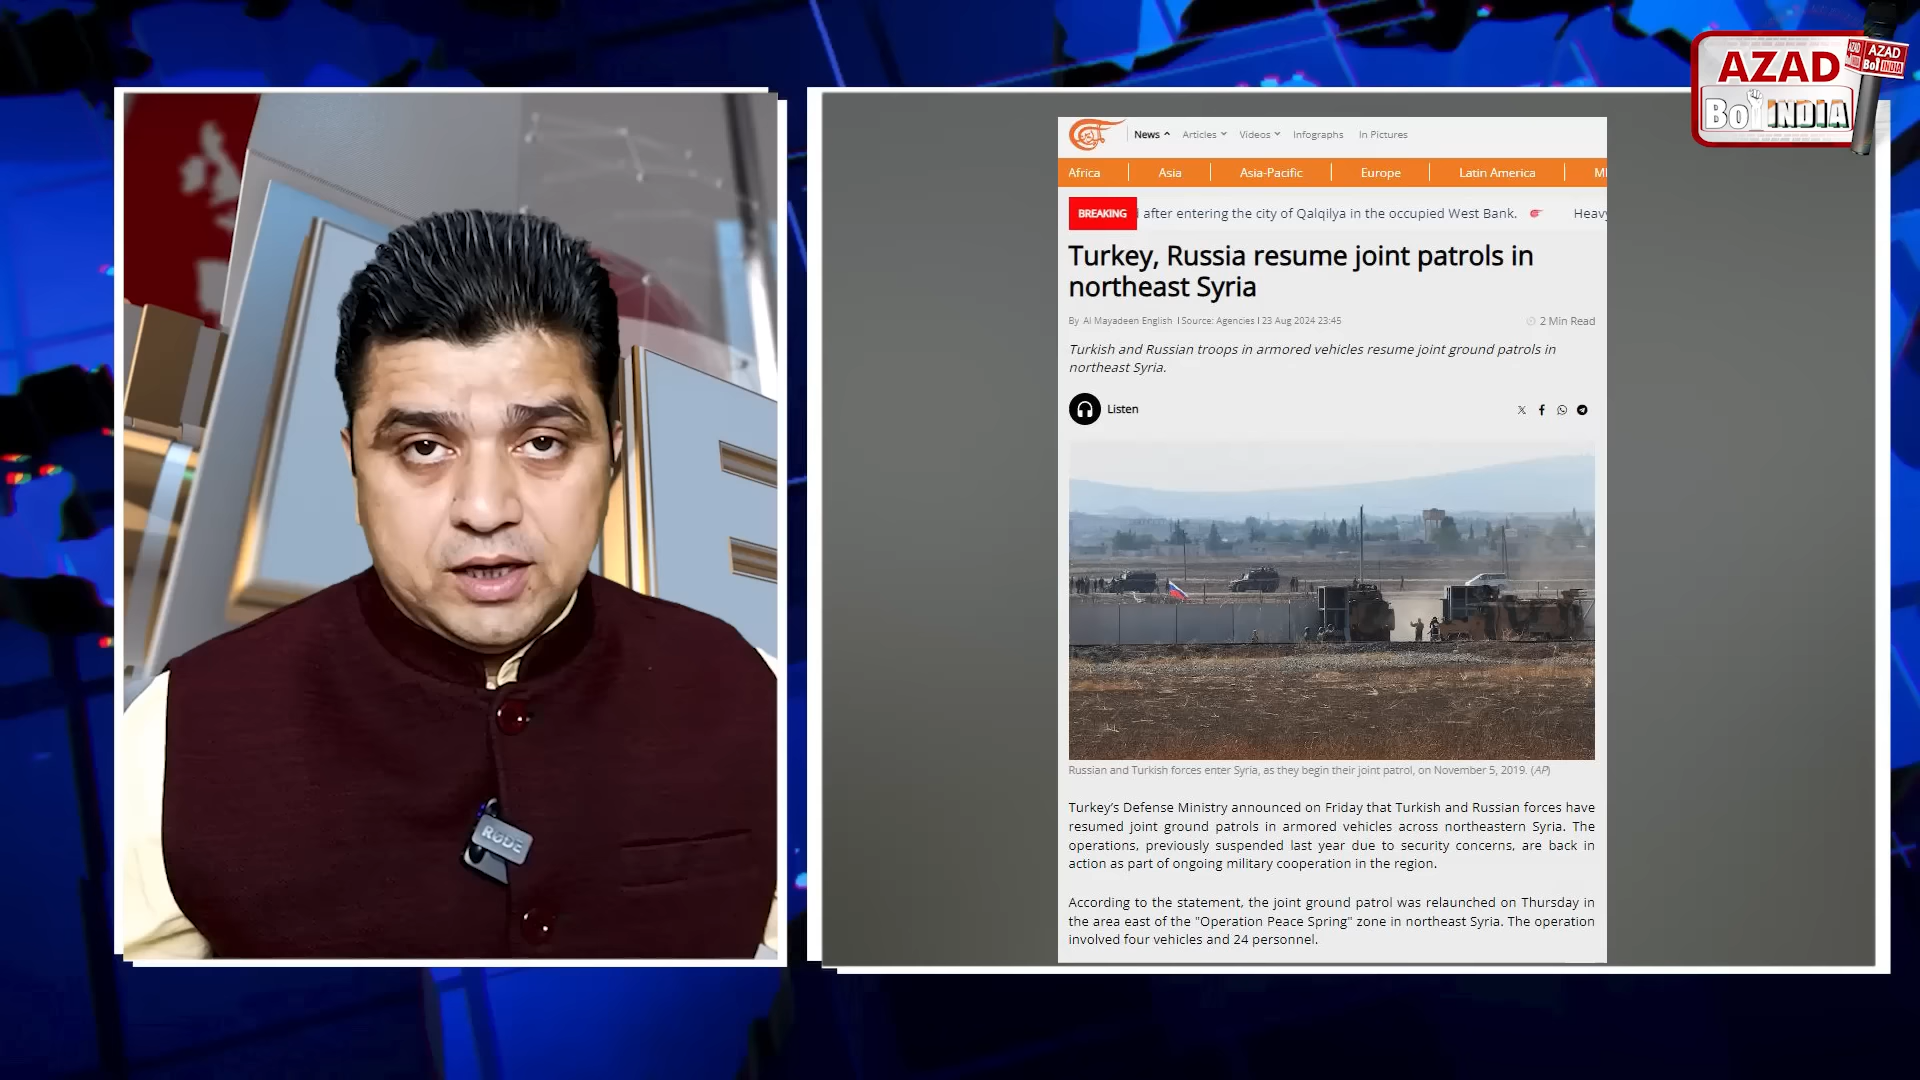 AZAD
Bol INDIA
AZAD
AZAD
Bol INDIA
RØDE
News Articles Videos Infographs In Pictures
Africa Asia Asia-Pacific Europe Latin America
BREAKING after entering the city of Qalqilya in the occupied West Bank. Heavy
Turkey, Russia resume joint patrols in
northeast Syria
By Al Mayadeen English | Source: Agencies | 23 Aug 2024 23:45 2 Min Read
Turkish and Russian troops in armored vehicles resume joint ground patrols in
northeast Syria.
Listen
Russian and Turkish forces enter Syria, as they begin their joint patrol, on November 5, 2019. (AP)
Turkey’s Defense Ministry announced on Friday that Turkish and Russian forces have
resumed joint ground patrols in armored vehicles across northeastern Syria. The
operations, previously suspended last year due to security concerns, are back in
action as part of ongoing military cooperation in the region.
According to the statement, the joint ground patrol was relaunched on Thursday in
the area east of the "Operation Peace Spring" zone in northeast Syria. The operation
involved four vehicles and 24 personnel.